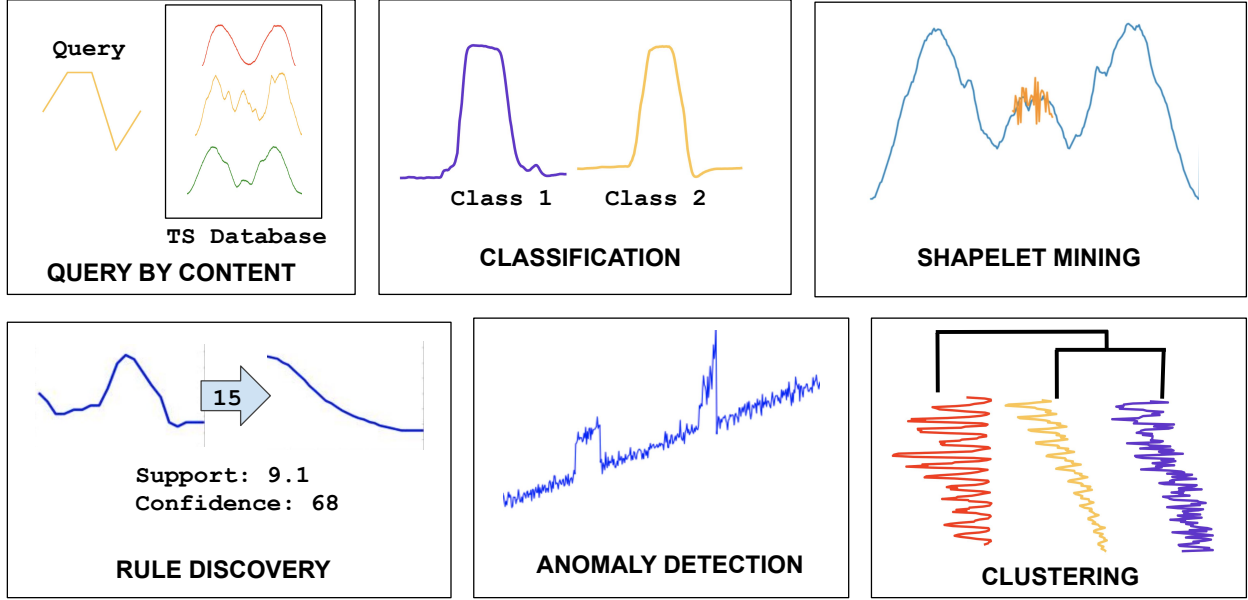 Query
TS Database
QUERY BY CONTENT
Class 1
Class 2
CLASSIFICATION
SHAPELET MINING
15
Support: 9.1
Confidence: 68
RULE DISCOVERY
ANOMALY DETECTION
CLUSTERING